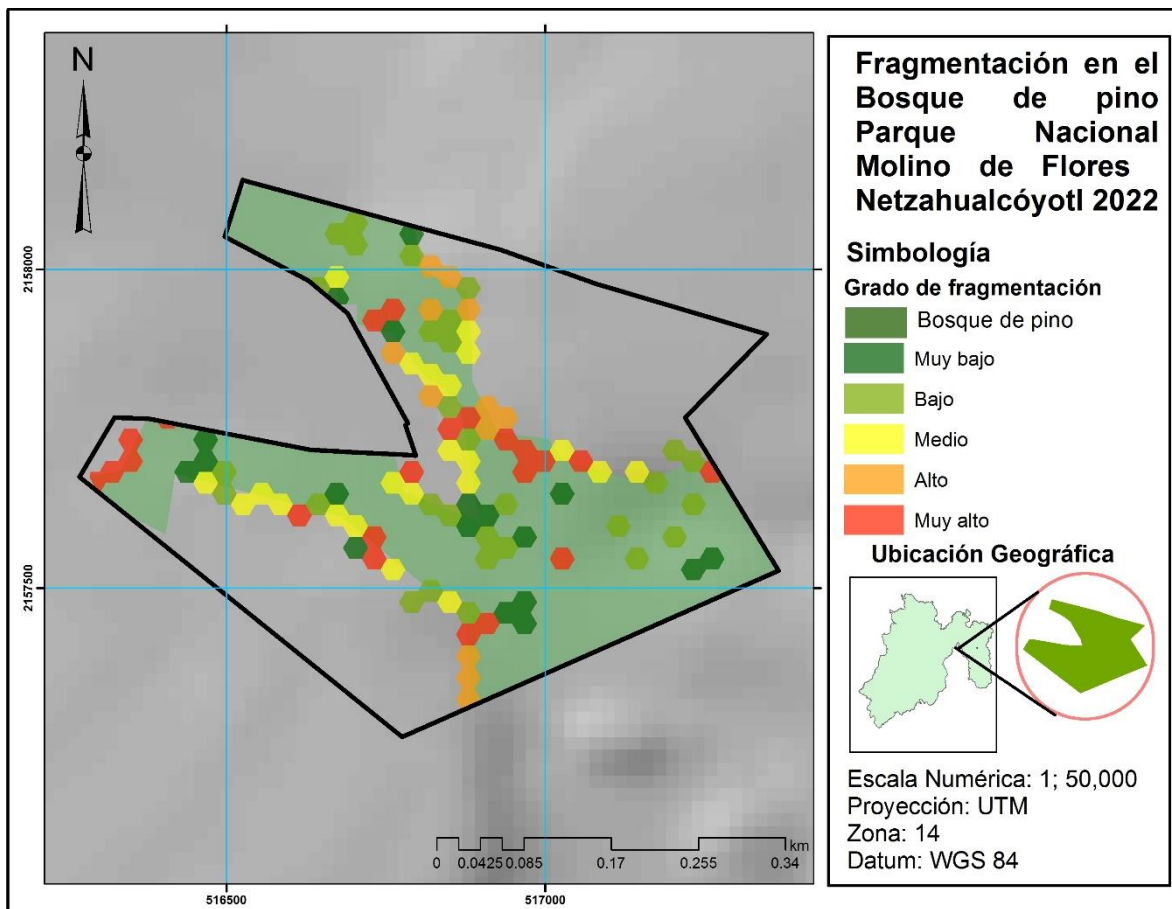 N
2158000
2157500
516500
517000
km
0 0.0425 0.085 0.17 0.255 0.34
Fragmentación en el
Bosque de pino
Parque Nacional
Molino de Flores
Netzahualcóyotl 2022
Simbología
Grado de fragmentación
Bosque de pino
Muy bajo
Bajo
Medio
Alto
Muy alto
Ubicación Geográfica
Escala Numérica: 1; 50,000
Proyección: UTM
Zona: 14
Datum: WGS 84